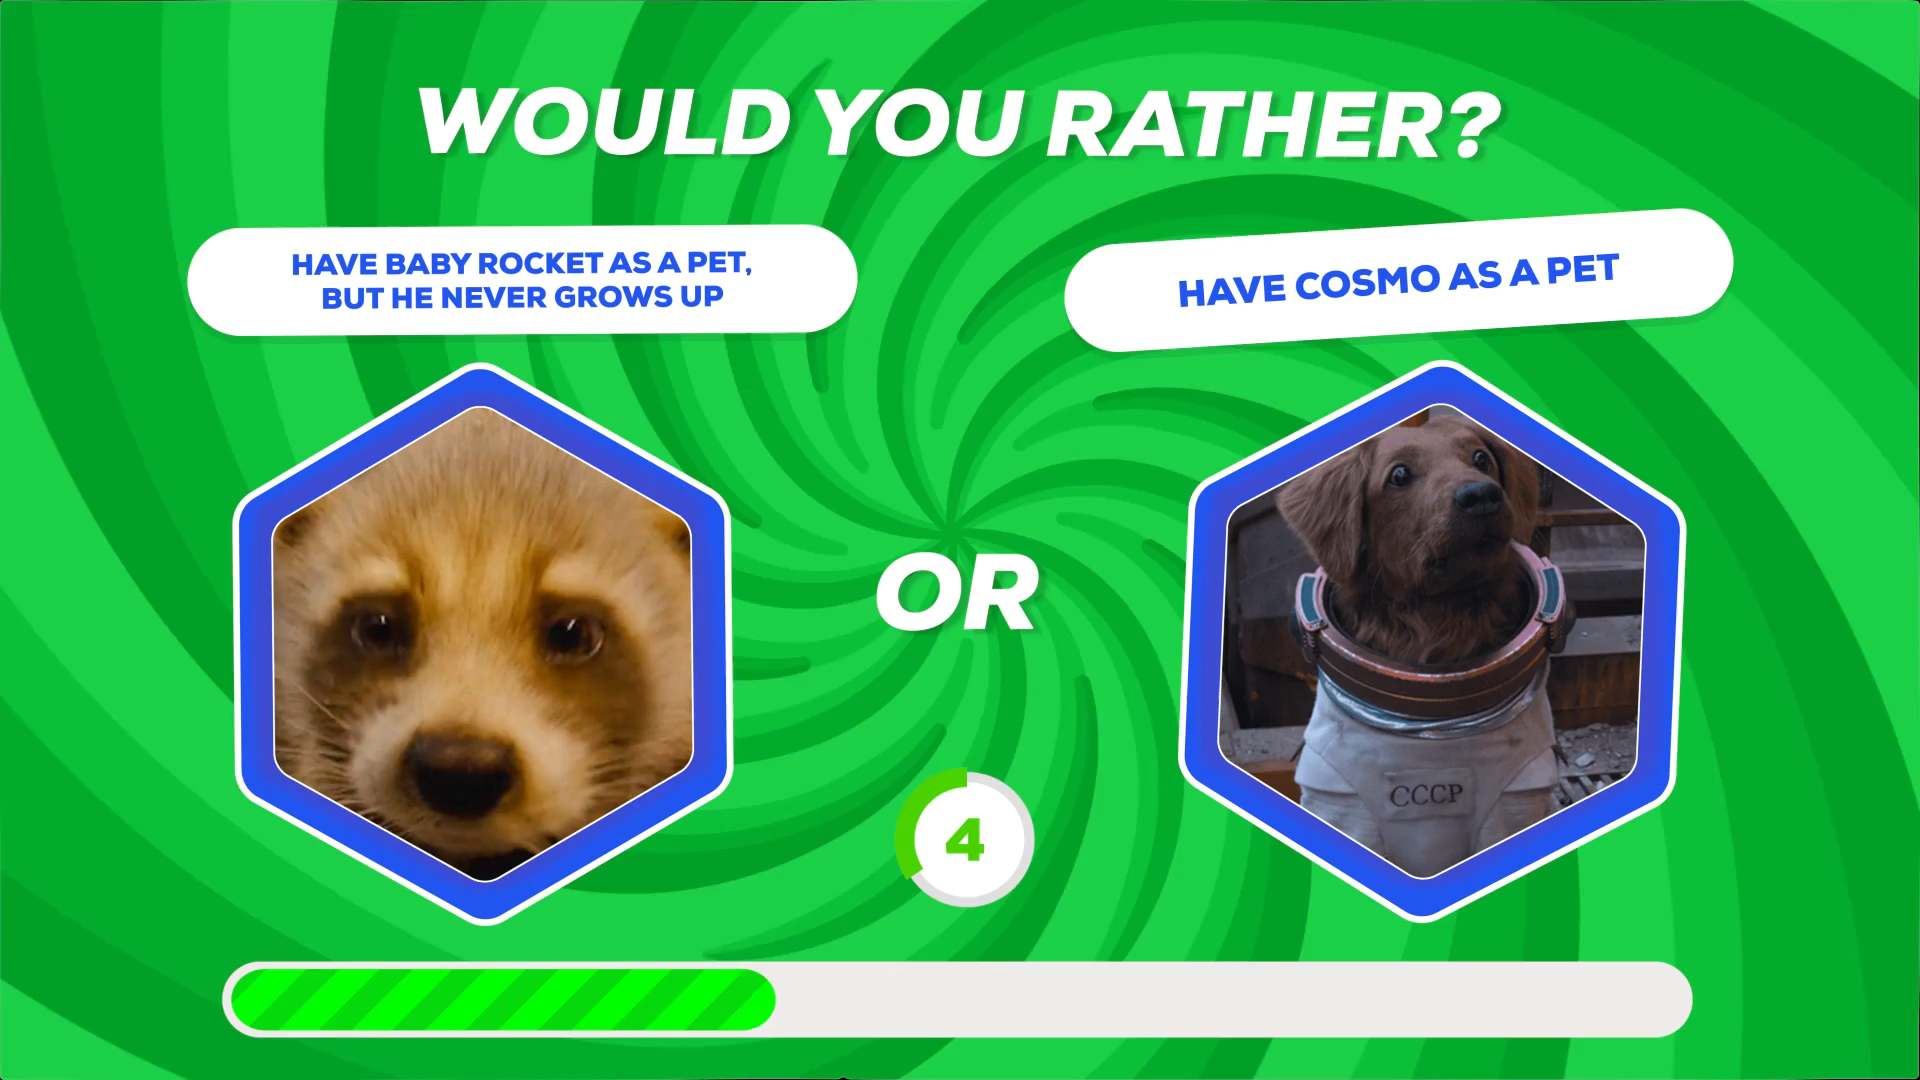 WOULD YOU RATHER?
HAVE BABY ROCKET AS A PET,
BUT HE NEVER GROWS UP
HAVE COSMO AS A PET
OR
4
CCCP